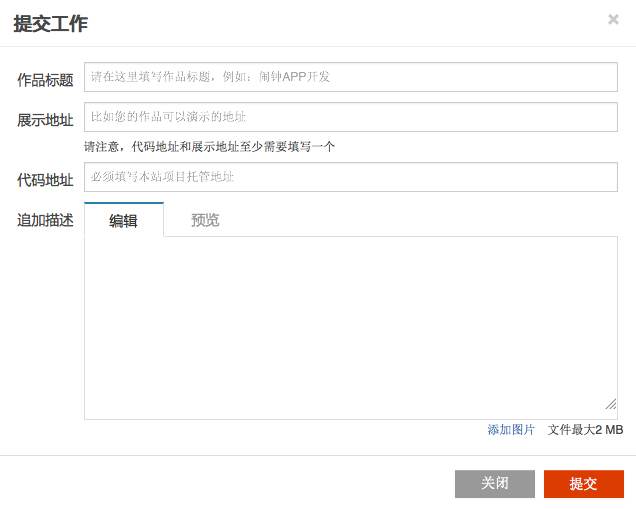 提交工作
×
作品标题
请在这里填写作品标题，例如：闹钟APP开发
展示地址
比如您的作品可以演示的地址
请注意，代码地址和展示地址至少需要填写一个
代码地址
必须填写本站项目托管地址
追加描述
编辑 预览
添加图片 文件最大2 MB
关闭 提交